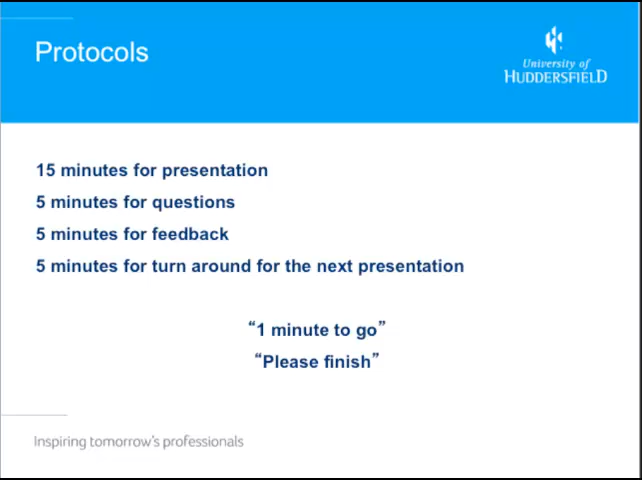 Protocols
University of
HUDDERSFIELD
15 minutes for presentation
5 minutes for questions
5 minutes for feedback
5 minutes for turn around for the next presentation
“1 minute to go”
“Please finish”
Inspiring tomorrow's professionals